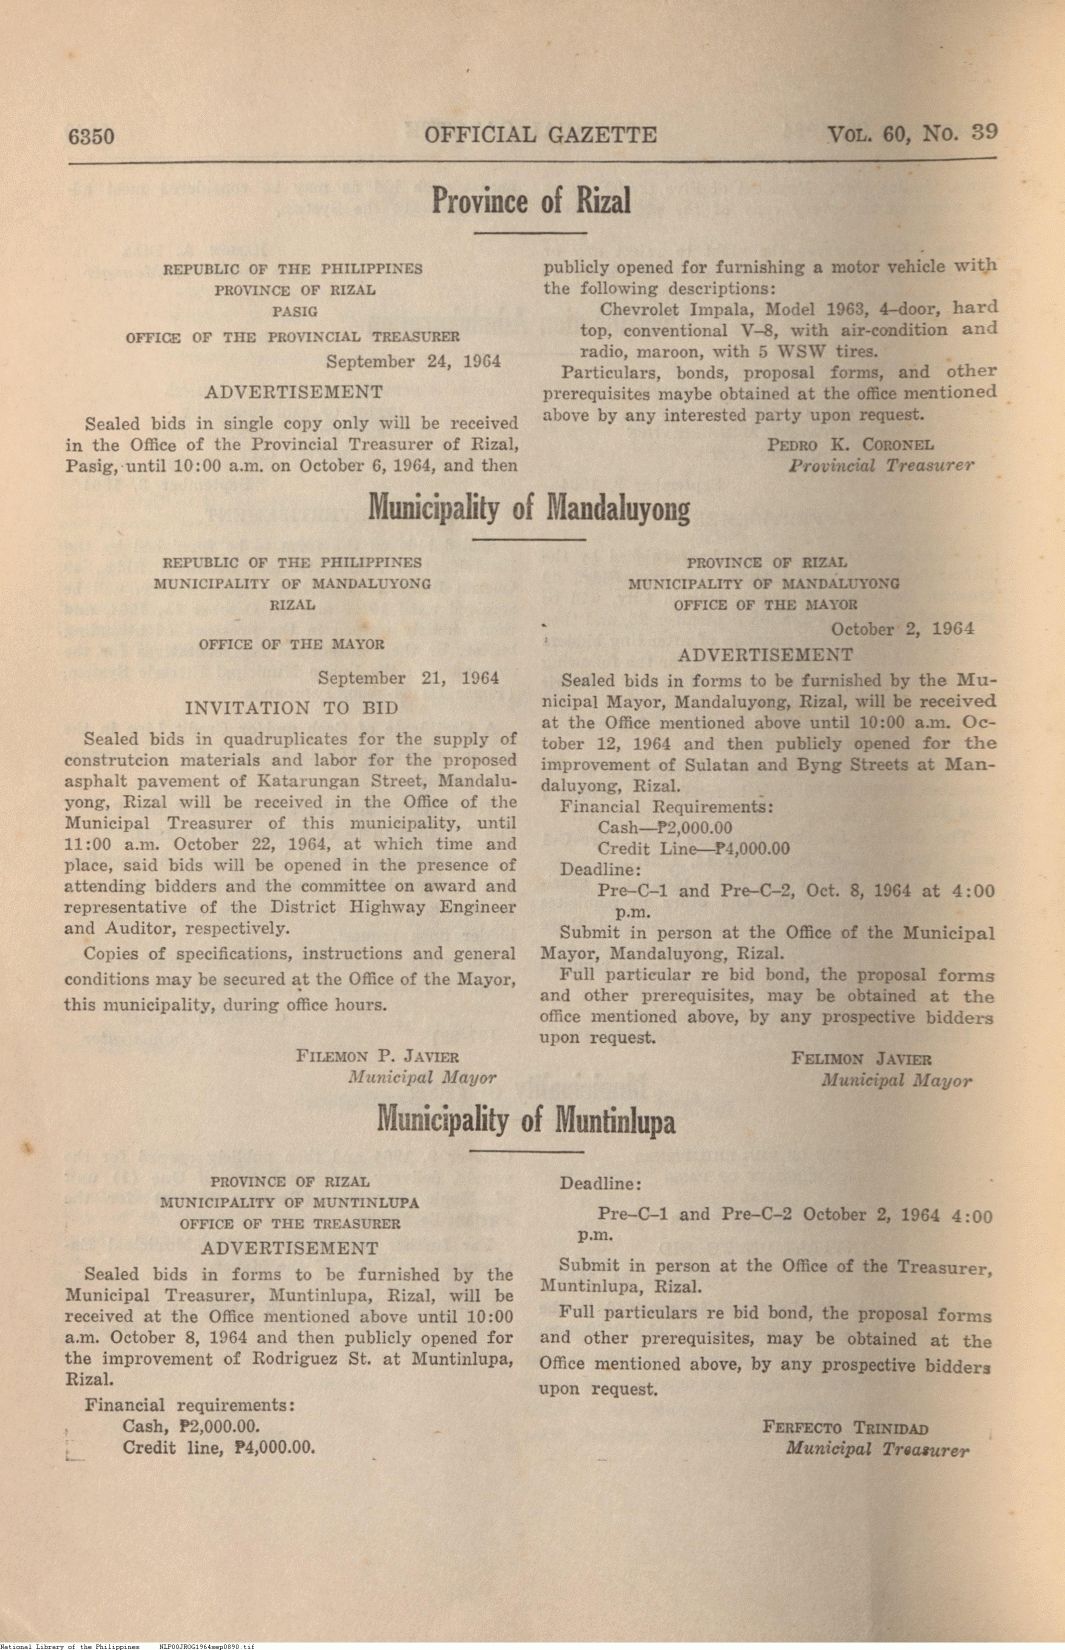 6350 OFFICIAL GAZETTE VOL. 60, NO. 39
Province of Rizal
REPUBLIC OF THE PHILIPPINES
PROVINCE OF RIZAL
PASIG
OFFICE OF THE PROVINCIAL TREASURER
September 24, 1964
ADVERTISEMENT
Sealed bids in single copy only will be received
in the Office of the Provincial Treasurer of Rizal,
Pasig, until 10:00 a.m. on October 6, 1964, and then
publicly opened for furnishing a motor vehicle with
the following descriptions:
Chevrolet Impala, Model 1963, 4–door, hard
top, conventional V–8, with air-condition and
radio, maroon, with 5 WSW tires.
Particulars, bonds, proposal forms, and other
prerequisites maybe obtained at the office mentioned
above by any interested party upon request.
PEDRO K. CORONEL
Provincial Treasurer
Municipality of Mandaluyong
REPUBLIC OF THE PHILIPPINES
MUNICIPALITY OF MANDALUYONG
RIZAL
OFFICE OF THE MAYOR
September 21, 1964
INVITATION TO BID
Sealed bids in quadruplicates for the supply of
construtcion materials and labor for the proposed
asphalt pavement of Katarungan Street, Mandalu-
yong, Rizal will be received in the Office of the
Municipal Treasurer of this municipality, until
11:00 a.m. October 22, 1964, at which time and
place, said bids will be opened in the presence of
attending bidders and the committee on award and
representative of the District Highway Engineer
and Auditor, respectively.
Copies of specifications, instructions and general
conditions may be secured at the Office of the Mayor,
this municipality, during office hours.
FILEMON P. JAVIER
Municipal Mayor
PROVINCE OF RIZAL
MUNICIPALITY OF MANDALUYONG
OFFICE OF THE MAYOR
October 2, 1964
ADVERTISEMENT
Sealed bids in forms to be furnished by the Mu-
nicipal Mayor, Mandaluyong, Rizal, will be received
at the Office mentioned above until 10:00 a.m. Oc-
tober 12, 1964 and then publicly opened for the
improvement of Sulatan and Byng Streets at Man-
daluyong, Rizal.
Financial Requirements:
Cash—₱2,000.00
Credit Line—₱4,000.00
Deadline:
Pre–C–1 and Pre–C–2, Oct. 8, 1964 at 4:00
p.m.
Submit in person at the Office of the Municipal
Mayor, Mandaluyong, Rizal.
Full particular re bid bond, the proposal forms
and other prerequisites, may be obtained at the
office mentioned above, by any prospective bidders
upon request.
FELIMON JAVIER
Municipal Mayor
Municipality of Muntinlupa
PROVINCE OF RIZAL
MUNICIPALITY OF MUNTINLUPA
OFFICE OF THE TREASURER
ADVERTISEMENT
Sealed bids in forms to be furnished by the
Municipal Treasurer, Muntinlupa, Rizal, will be
received at the Office mentioned above until 10:00
a.m. October 8, 1964 and then publicly opened for
the improvement of Rodriguez St. at Muntinlupa,
Rizal.
Financial requirements:
Cash, ₱2,000.00.
Credit line, ₱4,000.00.
Deadline:
Pre–C–1 and Pre–C–2 October 2, 1964 4:00
p.m.
Submit in person at the Office of the Treasurer,
Muntinlupa, Rizal.
Full particulars re bid bond, the proposal forms
and other prerequisites, may be obtained at the
Office mentioned above, by any prospective bidders
upon request.
FERFECTO TRINIDAD
Municipal Treasurer
National Library of the Philippines NLP00JROG1964sep0890.tif